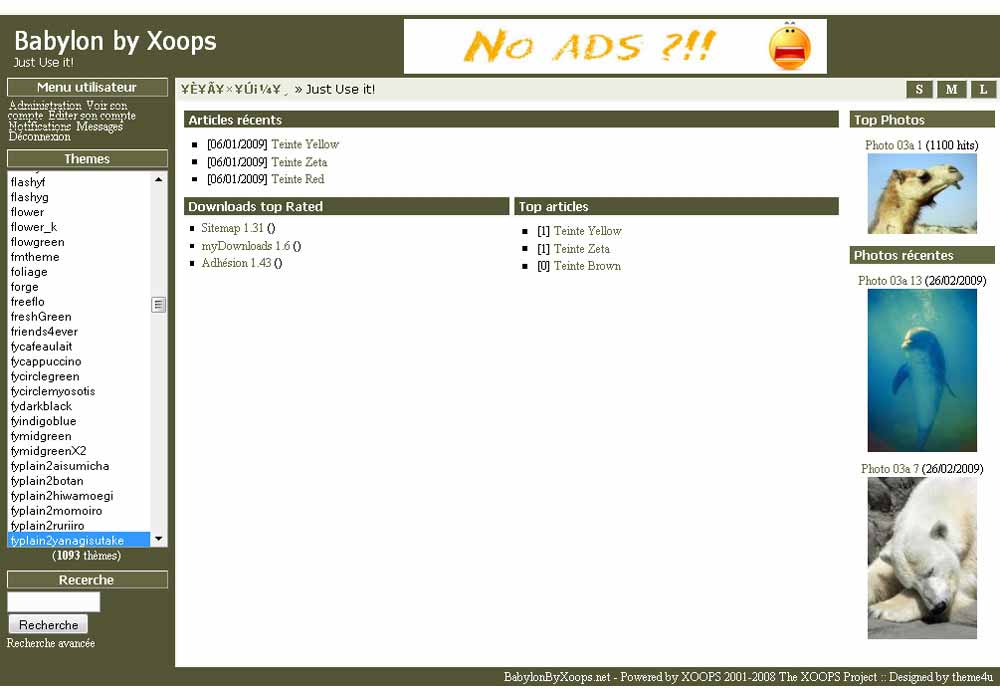 Babylon by Xoops
Just Use it!
No ADS ?!!
Menu utilisateur
Administration Voir son
compte Editer son compte
Notifications Messages
Déconnexion
Themes
flashyf
flashyg
flower
flower_k
flowgreen
fmtheme
foliage
forge
freeflo
freshGreen
friends4ever
fycafeaulait
fycappuccino
fycirclegreen
fycirclemyosotis
fydarkblack
fyindigoblue
fymidgreen
fymidgreenX2
fyplain2aisumicha
fyplain2botan
fyplain2hiwamoegi
fyplain2momoiro
fyplain2ruriiro
fyplain2yanagisutake
(1093 thèmes)
Recerche
Recherche
Recherche avancée
¥È¥Ã¥×¥Ú¡¼¥¸ » Just Use it!
S M L
Articles récents
[06/01/2009] Teinte Yellow
[06/01/2009] Teinte Zeta
[06/01/2009] Teinte Red
Downloads top Rated
Sitemap 1.31 ()
myDownloads 1.6 ()
Adhésion 1.43 ()
Top articles
[1] Teinte Yellow
[1] Teinte Zeta
[0] Teinte Brown
Top Photos
Photo 03a 1 (1100 hits)
Photos récentes
Photo 03a 13 (26/02/2009)
Photo 03a 7 (26/02/2009)
BabylonByXoops.net - Powered by XOOPS 2001-2008 The XOOPS Project :: Designed by theme4u